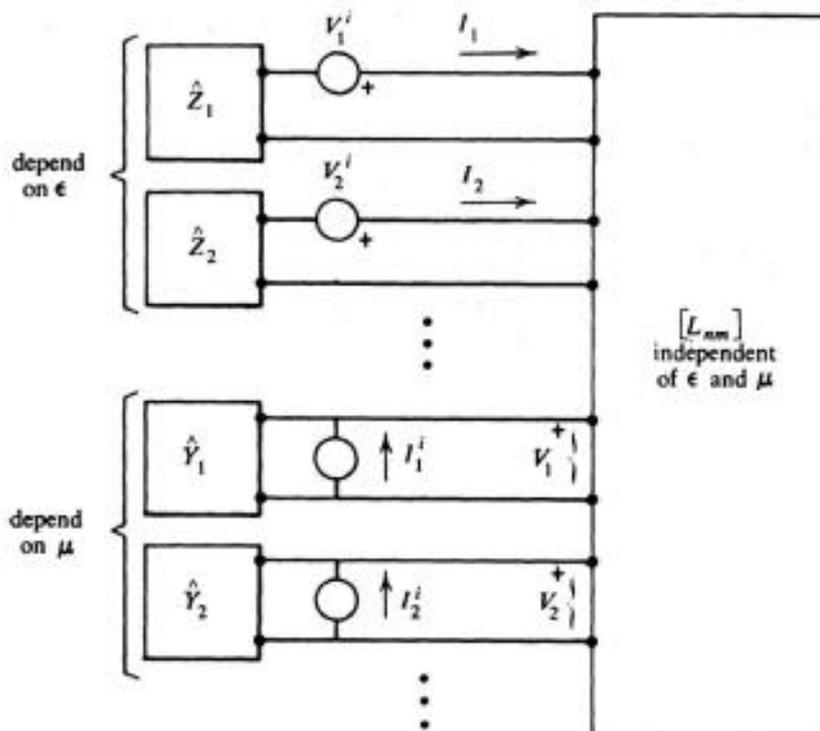 V₁ⁱ I₁
+
Ẑ₁
depend
on ϵ
V₂ⁱ I₂
+
Ẑ₂
[Lₙₘ]
independent
of ϵ and μ
Ŷ₁ I₁ⁱ V₁ +
depend
on μ
Ŷ₂ I₂ⁱ V₂ +